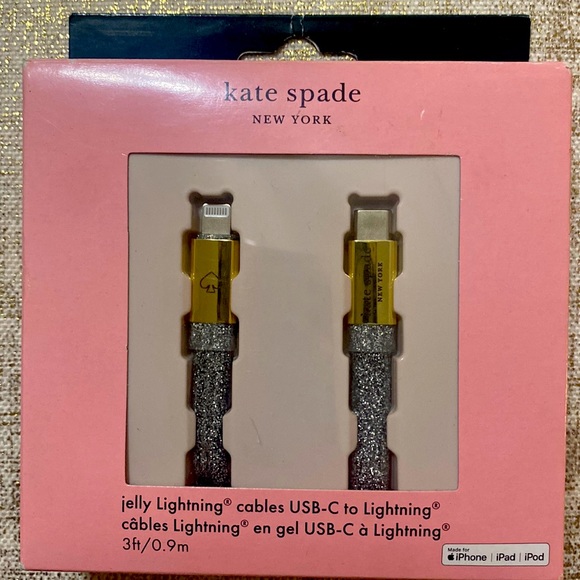 kate spade
NEW YORK
kate spade
NEW YORK
jelly Lightning® cables USB-C to Lightning®
câbles Lightning® en gel USB-C à Lightning®
3ft/0.9m
Made for
iPhone | iPad | iPod